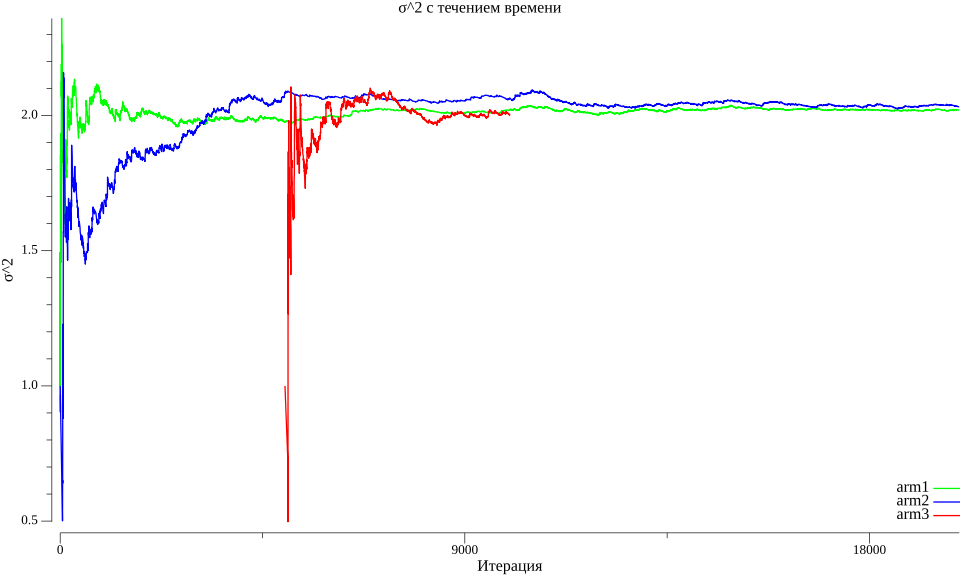 σ^2 с течением времени
2.0
1.5
1.0
0.5
σ^2
0
9000
18000
Итерация
arm1
arm2
arm3